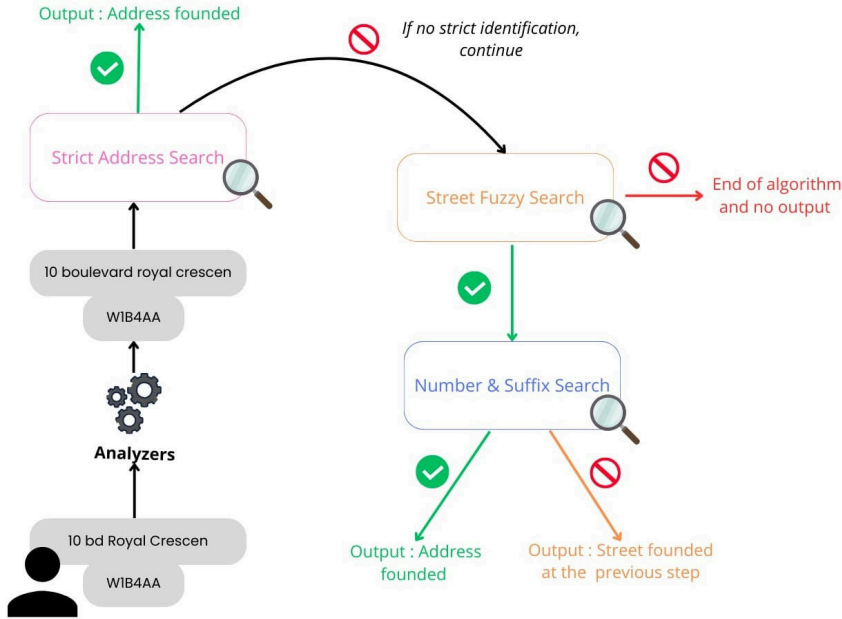 Output : Address founded
If no strict identification,
continue
Strict Address Search
Street Fuzzy Search
End of algorithm
and no output
10 boulevard royal crescen
W1B4AA
Number & Suffix Search
Analyzers
10 bd Royal Crescen
W1B4AA
Output : Address
founded
Output : Street founded
at the previous step